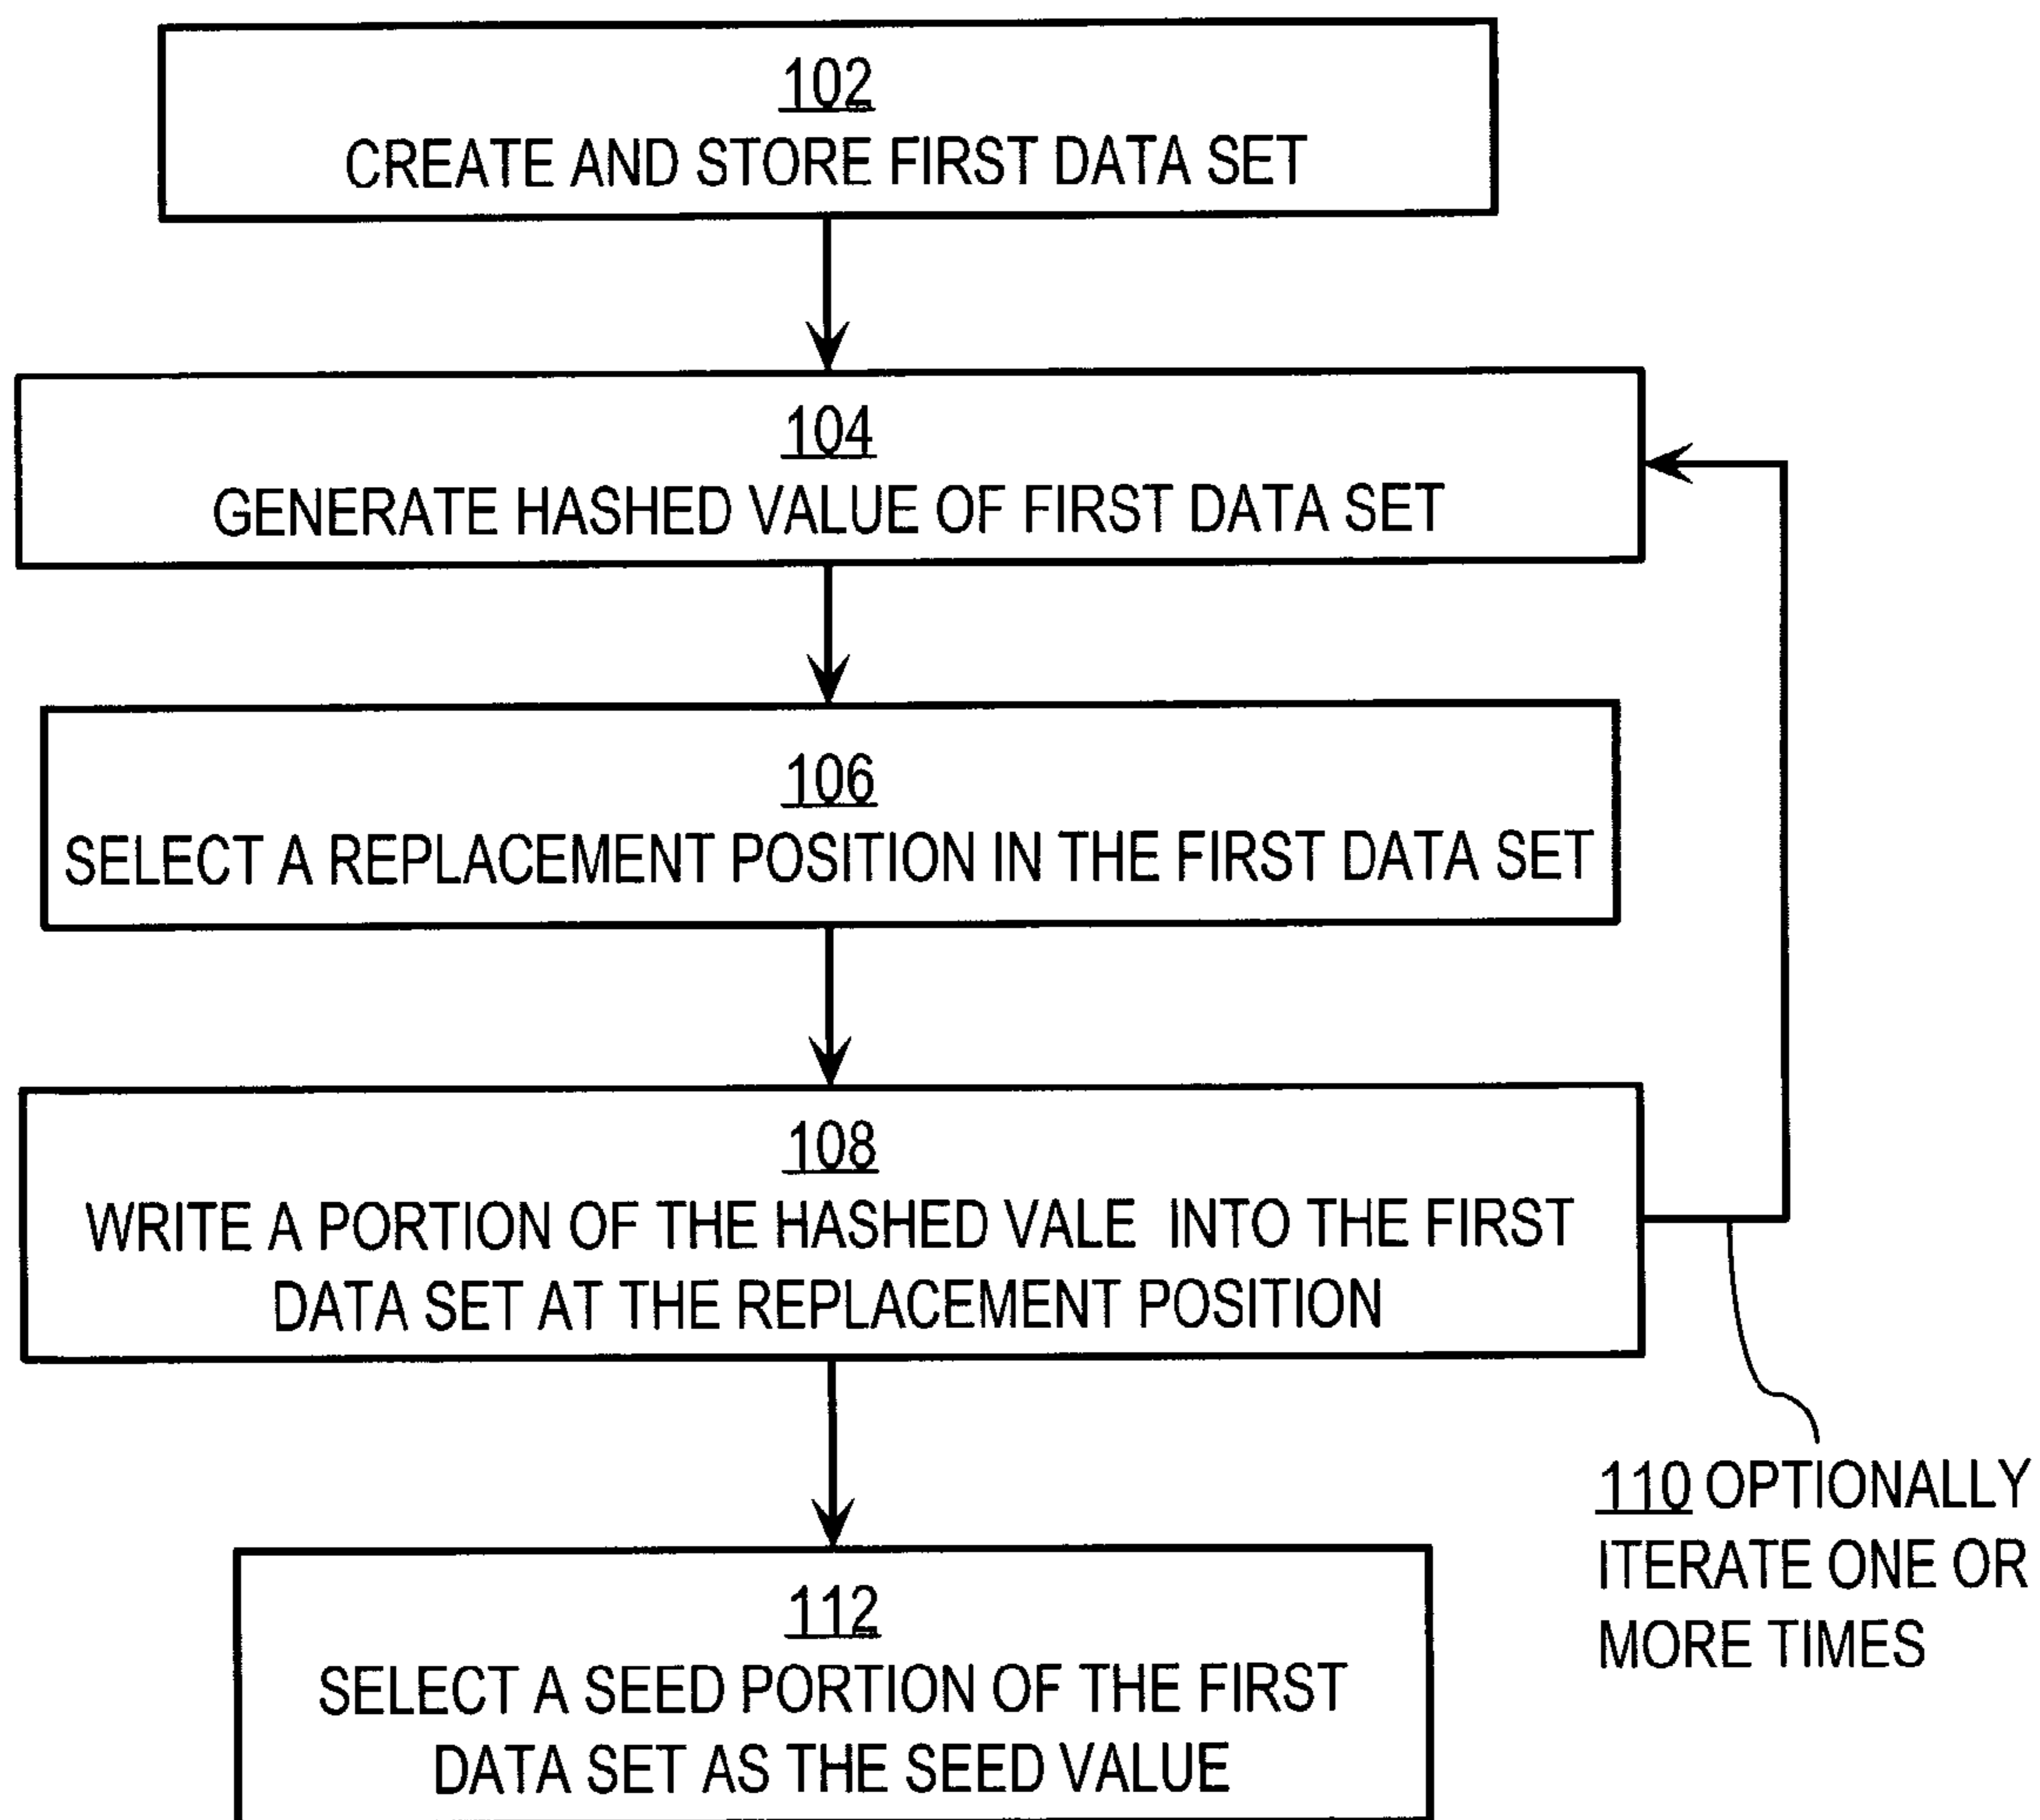 102
CREATE AND STORE FIRST DATA SET
104
GENERATE HASHED VALUE OF FIRST DATA SET
106
SELECT A REPLACEMENT POSITION IN THE FIRST DATA SET
108
WRITE A PORTION OF THE HASHED VALE INTO THE FIRST
DATA SET AT THE REPLACEMENT POSITION
110 OPTIONALLY
ITERATE ONE OR
MORE TIMES
112
SELECT A SEED PORTION OF THE FIRST
DATA SET AS THE SEED VALUE